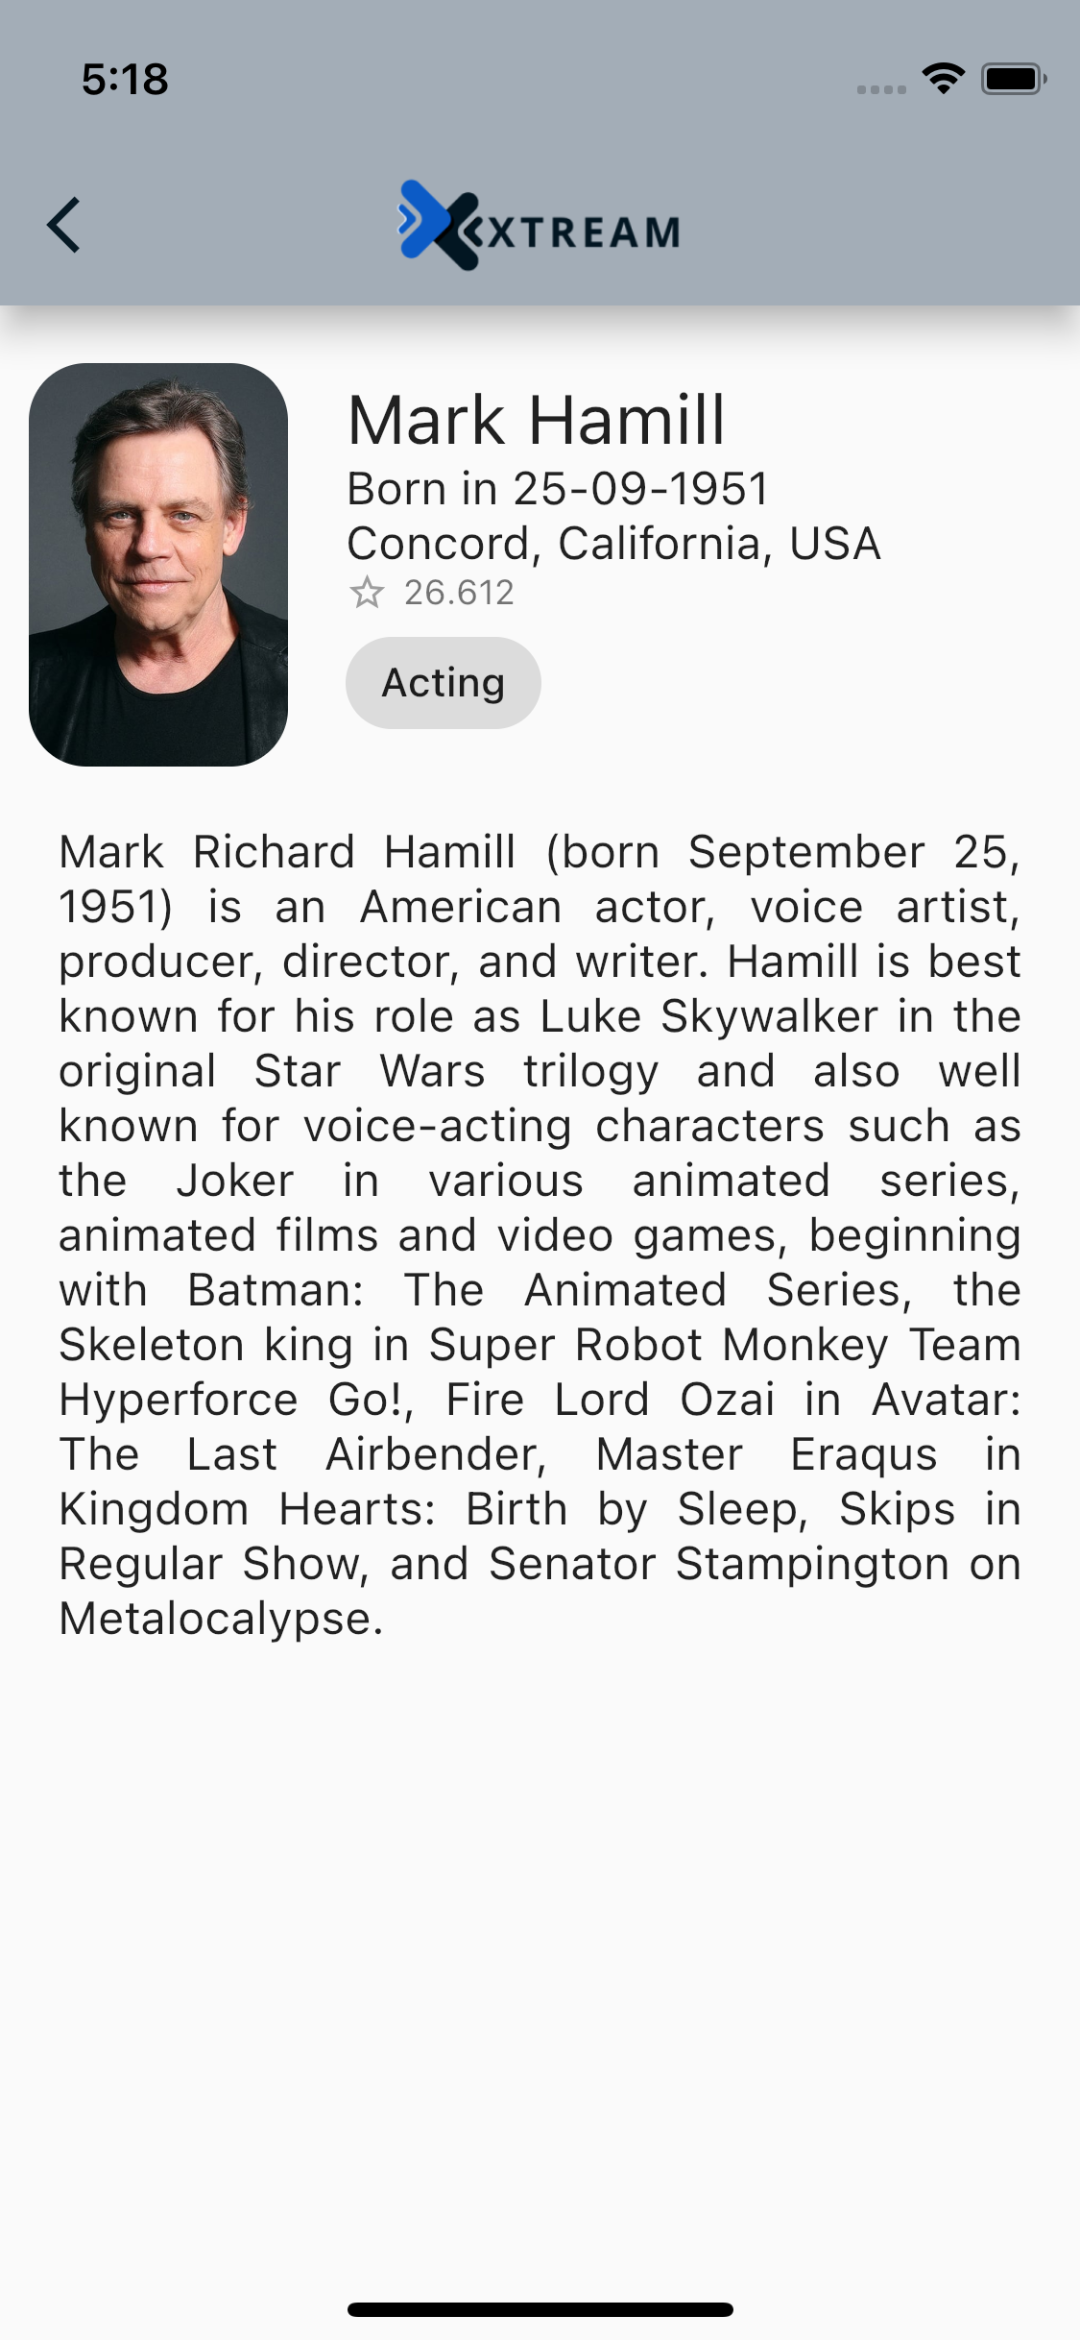 5:18
XTREAM
Mark Hamill
Born in 25-09-1951
Concord, California, USA
26.612
Acting
Mark Richard Hamill (born September 25,
1951) is an American actor, voice artist,
producer, director, and writer. Hamill is best
known for his role as Luke Skywalker in the
original Star Wars trilogy and also well
known for voice-acting characters such as
the Joker in various animated series,
animated films and video games, beginning
with Batman: The Animated Series, the
Skeleton king in Super Robot Monkey Team
Hyperforce Go!, Fire Lord Ozai in Avatar:
The Last Airbender, Master Eraqus in
Kingdom Hearts: Birth by Sleep, Skips in
Regular Show, and Senator Stampington on
Metalocalypse.